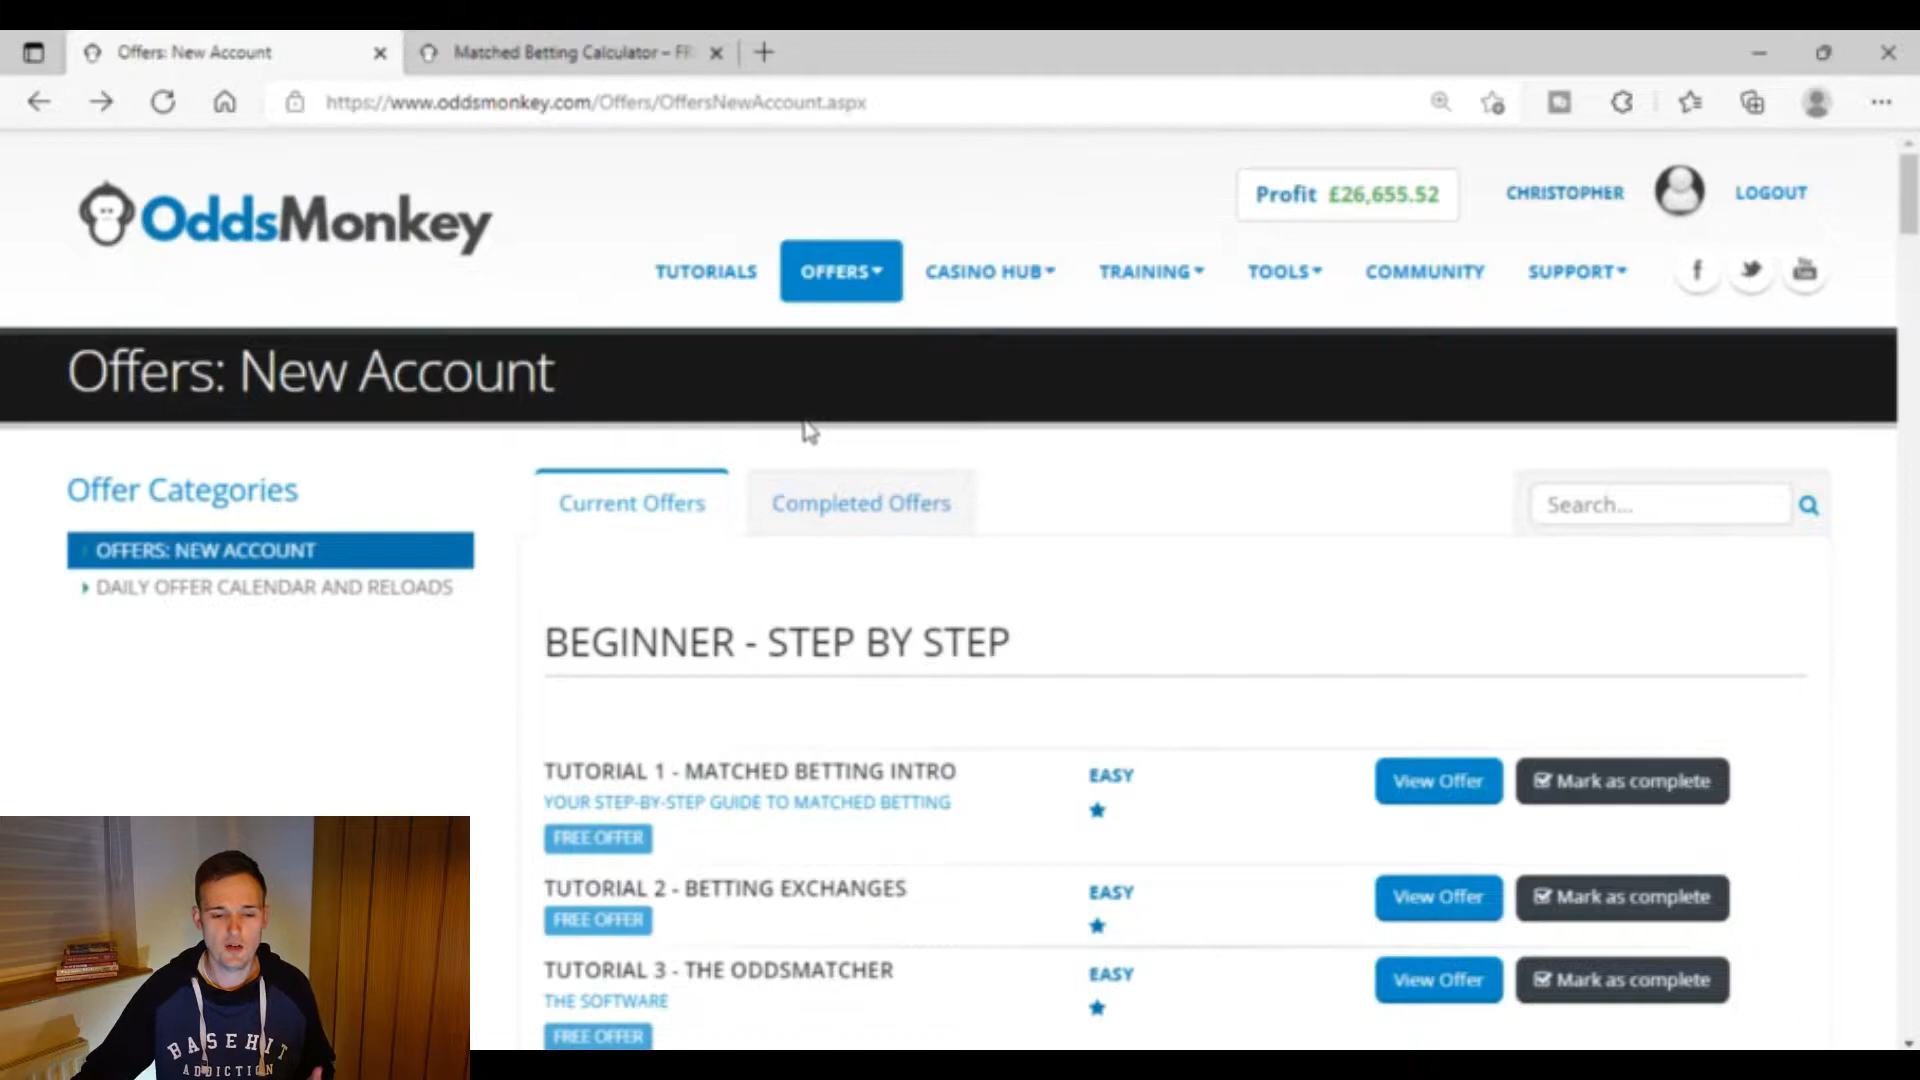 Offers: New Account
Matched Betting Calculator – FR
https://www.oddsmonkey.com/Offers/OffersNewAccount.aspx
OddsMonkey
Profit £26,655.52
CHRISTOPHER
LOGOUT
TUTORIALS
OFFERS
CASINO HUB
TRAINING
TOOLS
COMMUNITY
SUPPORT
Offers: New Account
Offer Categories
OFFERS: NEW ACCOUNT
DAILY OFFER CALENDAR AND RELOADS
Current Offers
Completed Offers
Search...
BEGINNER - STEP BY STEP
TUTORIAL 1 - MATCHED BETTING INTRO
YOUR STEP-BY-STEP GUIDE TO MATCHED BETTING
FREE OFFER
EASY
View Offer
Mark as complete
TUTORIAL 2 - BETTING EXCHANGES
FREE OFFER
EASY
View Offer
Mark as complete
TUTORIAL 3 - THE ODDSMATCHER
THE SOFTWARE
FREE OFFER
EASY
View Offer
Mark as complete
BASEHIT
ADDICTION